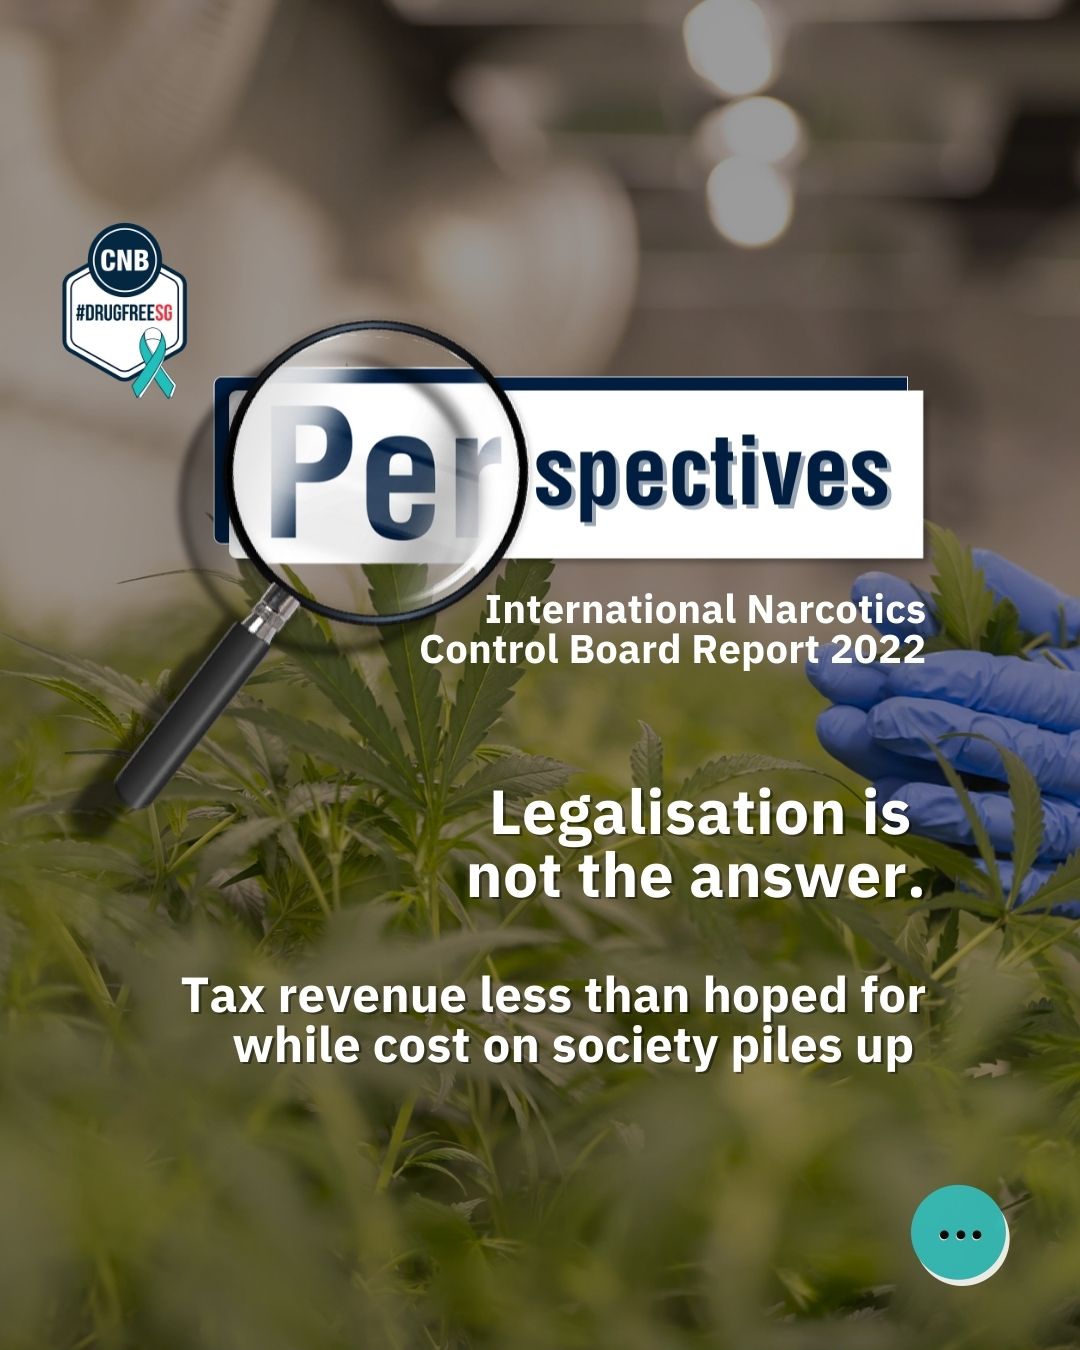 CNB
#DRUGFREESG
Perspectives
International Narcotics
Control Board Report 2022
Legalisation is
not the answer.
Tax revenue less than hoped for
while cost on society piles up